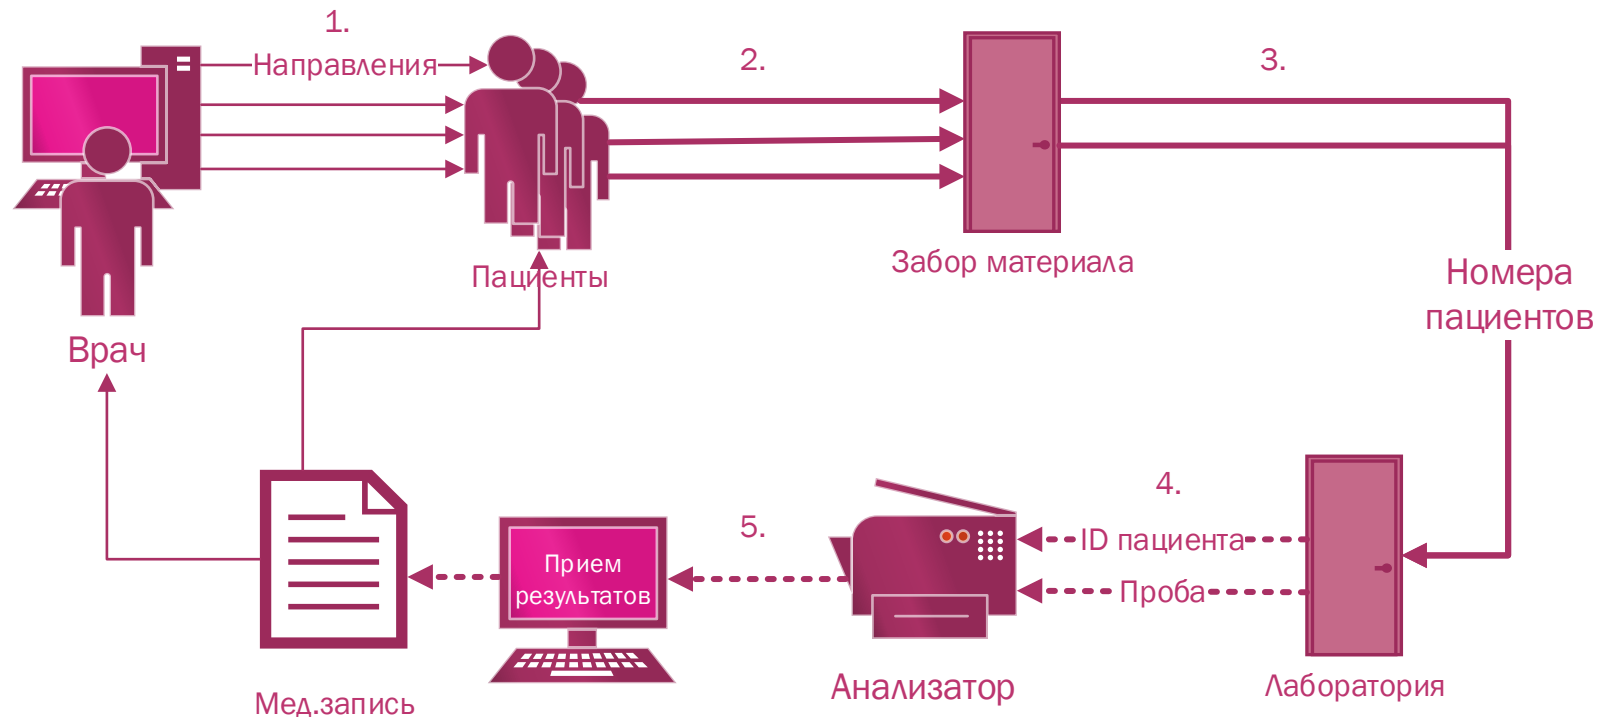 1.
Направления
2.
3.
Пациенты
Забор материала
Номера
пациентов
Врач
4.
ID пациента
Проба
5.
Прием
результатов
Мед.запись
Анализатор
Лаборатория